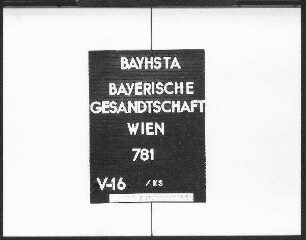 BAYHSTA
BAYERISCHE
GESANDTSCHAFT
WIEN
781
V-16 /KS